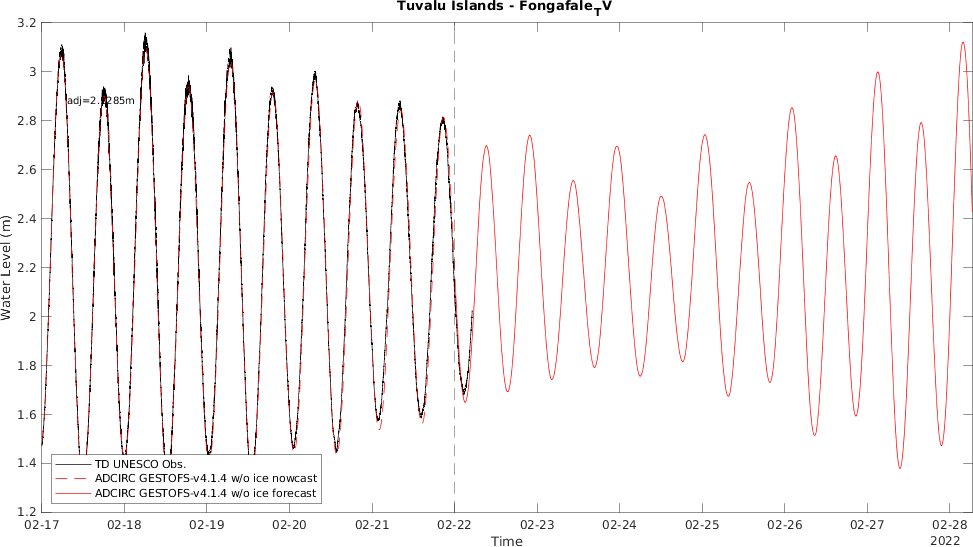 Tuvalu Islands - Fongafale_TV
3.2
3
2.8
2.6
2.4
2.2
2
1.8
1.6
1.4
1.2
Water Level (m)
TD UNESCO Obs.
ADCIRC GESTOFS-v4.1.4 w/o ice nowcast
ADCIRC GESTOFS-v4.1.4 w/o ice forecast
02-17 02-18 02-19 02-20 02-21 02-22 02-23 02-24 02-25 02-26 02-27 02-28
Time 2022